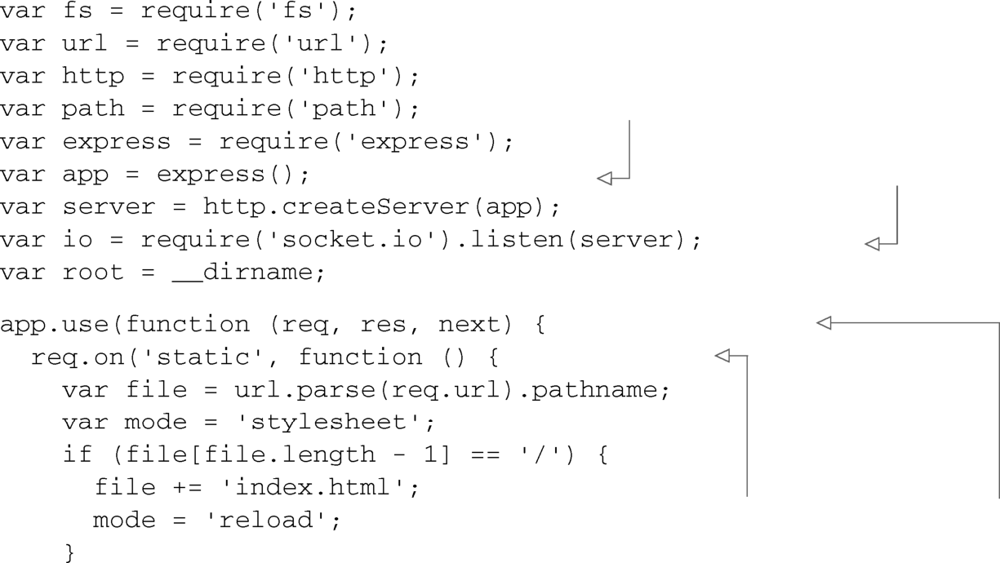 var fs = require('fs');
var url = require('url');
var http = require('http');
var path = require('path');
var express = require('express');
var app = express();
var server = http.createServer(app);
var io = require('socket.io').listen(server);
var root = __dirname;
app.use(function (req, res, next) {
  req.on('static', function () {
    var file = url.parse(req.url).pathname;
    var mode = 'stylesheet';
    if (file[file.length - 1] == '/') {
      file += 'index.html';
      mode = 'reload';
    }